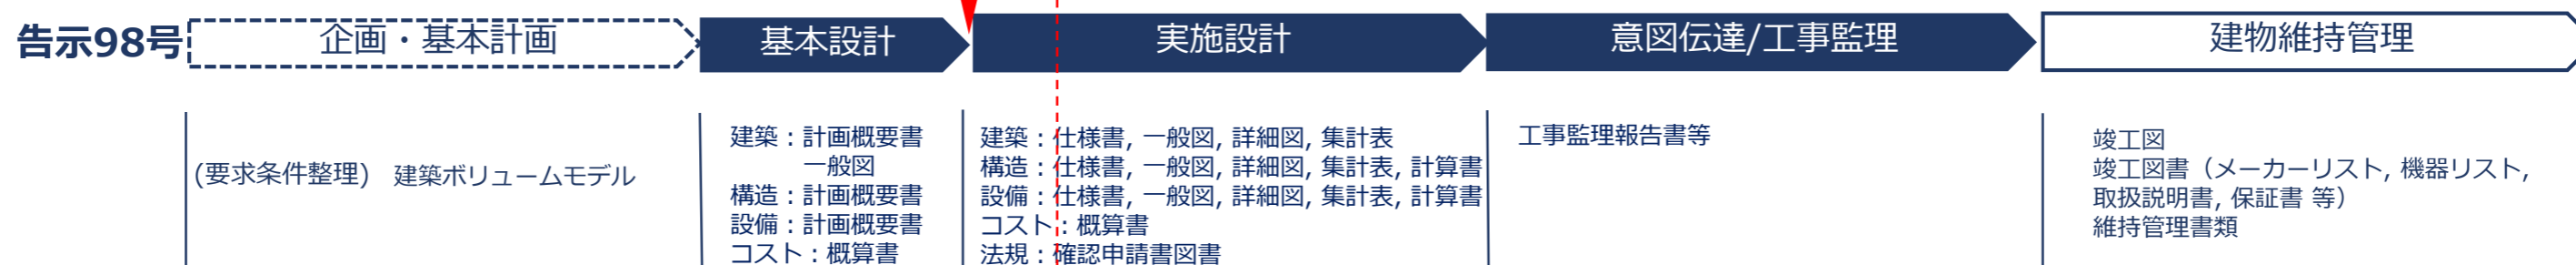 告示98号
企画・基本計画
基本設計
実施設計
意図伝達/工事監理
建物維持管理
(要求条件整理) 建築ボリュームモデル
建築：計画概要書
一般図
構造：計画概要書
設備：計画概要書
コスト：概算書
建築：仕様書, 一般図, 詳細図, 集計表
構造：仕様書, 一般図, 詳細図, 集計表, 計算書
設備：仕様書, 一般図, 詳細図, 集計表, 計算書
コスト：概算書
法規：確認申請書図書
工事監理報告書等
竣工図
竣工図書（メーカーリスト, 機器リスト,
取扱説明書, 保証書 等）
維持管理書類